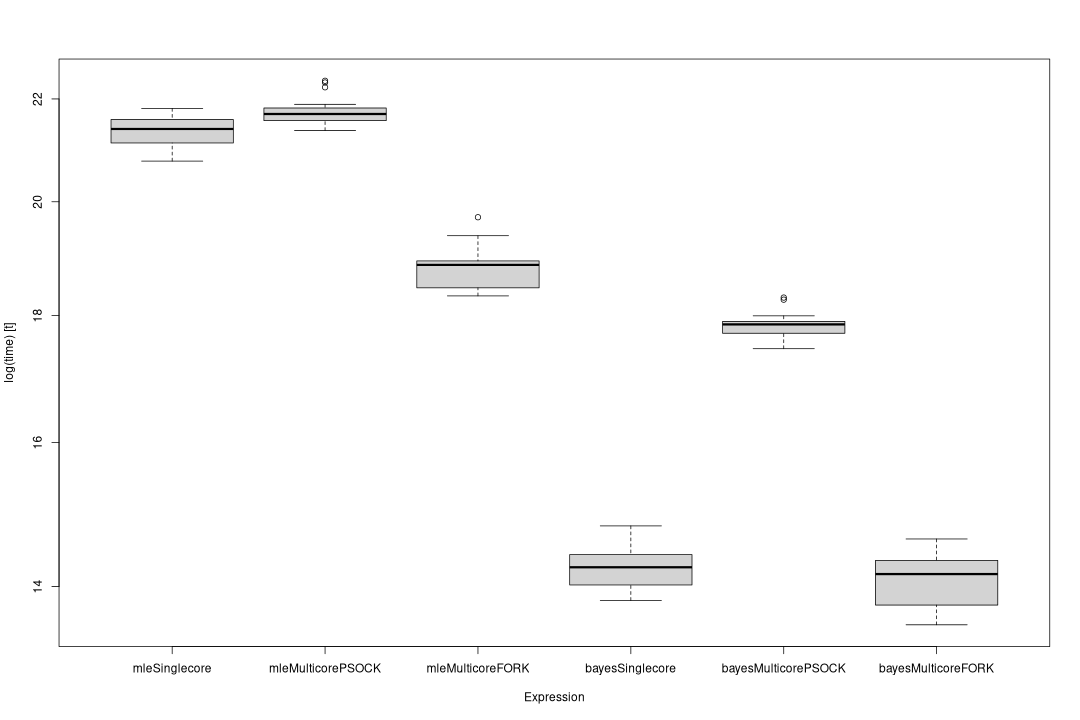 22
20
18
16
14
log(time) [t]
mleSinglecore mleMulticorePSOCK mleMulticoreFORK bayesSinglecore bayesMulticorePSOCK bayesMulticoreFORK
Expression